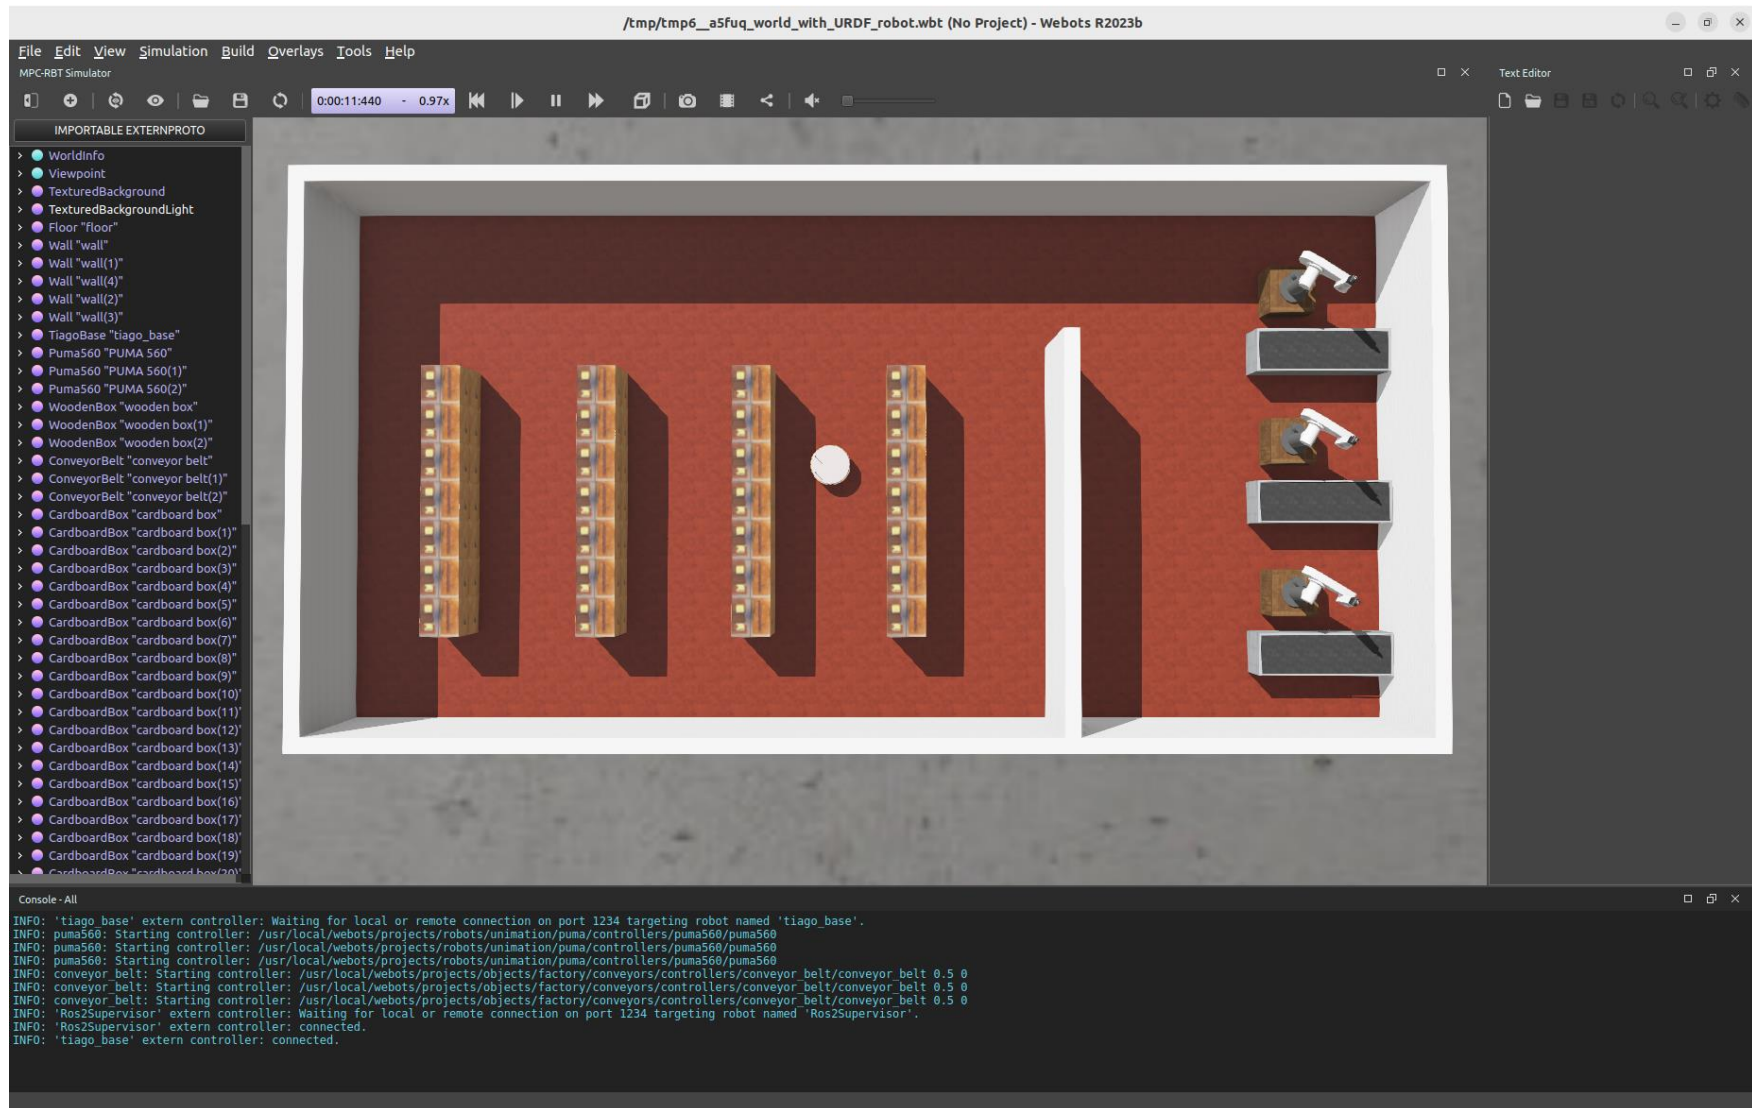 /tmp/tmp6__a5fuq_world_with_URDF_robot.wbt (No Project) - Webots R2023b
File Edit View Simulation Build Overlays Tools Help
MPC-RBT Simulator
Text Editor
0:00:11:440 - 0.97x
IMPORTABLE EXTERNPROTO
WorldInfo
Viewpoint
TexturedBackground
TexturedBackgroundLight
Floor "floor"
Wall "wall"
Wall "wall(1)"
Wall "wall(4)"
Wall "wall(2)"
Wall "wall(3)"
TiagoBase "tiago_base"
Puma560 "PUMA 560"
Puma560 "PUMA 560(1)"
Puma560 "PUMA 560(2)"
WoodenBox "wooden box"
WoodenBox "wooden box(1)"
WoodenBox "wooden box(2)"
ConveyorBelt "conveyor belt"
ConveyorBelt "conveyor belt(1)"
ConveyorBelt "conveyor belt(2)"
CardboardBox "cardboard box"
CardboardBox "cardboard box(1)"
CardboardBox "cardboard box(2)"
CardboardBox "cardboard box(3)"
CardboardBox "cardboard box(4)"
CardboardBox "cardboard box(5)"
CardboardBox "cardboard box(6)"
CardboardBox "cardboard box(7)"
CardboardBox "cardboard box(8)"
CardboardBox "cardboard box(9)"
CardboardBox "cardboard box(10)"
CardboardBox "cardboard box(11)"
CardboardBox "cardboard box(12)"
CardboardBox "cardboard box(13)"
CardboardBox "cardboard box(14)"
CardboardBox "cardboard box(15)"
CardboardBox "cardboard box(16)"
CardboardBox "cardboard box(17)"
CardboardBox "cardboard box(18)"
CardboardBox "cardboard box(19)"
CardboardBox "cardboard box(20)"
Console - All
INFO: 'tiago_base' extern controller: Waiting for local or remote connection on port 1234 targeting robot named 'tiago_base'.
INFO: puma560: Starting controller: /usr/local/webots/projects/robots/unimation/puma/controllers/puma560/puma560
INFO: puma560: Starting controller: /usr/local/webots/projects/robots/unimation/puma/controllers/puma560/puma560
INFO: puma560: Starting controller: /usr/local/webots/projects/robots/unimation/puma/controllers/puma560/puma560
INFO: conveyor_belt: Starting controller: /usr/local/webots/projects/objects/factory/conveyors/controllers/conveyor_belt/conveyor_belt 0.5 0
INFO: conveyor_belt: Starting controller: /usr/local/webots/projects/objects/factory/conveyors/controllers/conveyor_belt/conveyor_belt 0.5 0
INFO: conveyor_belt: Starting controller: /usr/local/webots/projects/objects/factory/conveyors/controllers/conveyor_belt/conveyor_belt 0.5 0
INFO: 'Ros2Supervisor' extern controller: Waiting for local or remote connection on port 1234 targeting robot named 'Ros2Supervisor'.
INFO: 'Ros2Supervisor' extern controller: connected.
INFO: 'tiago_base' extern controller: connected.